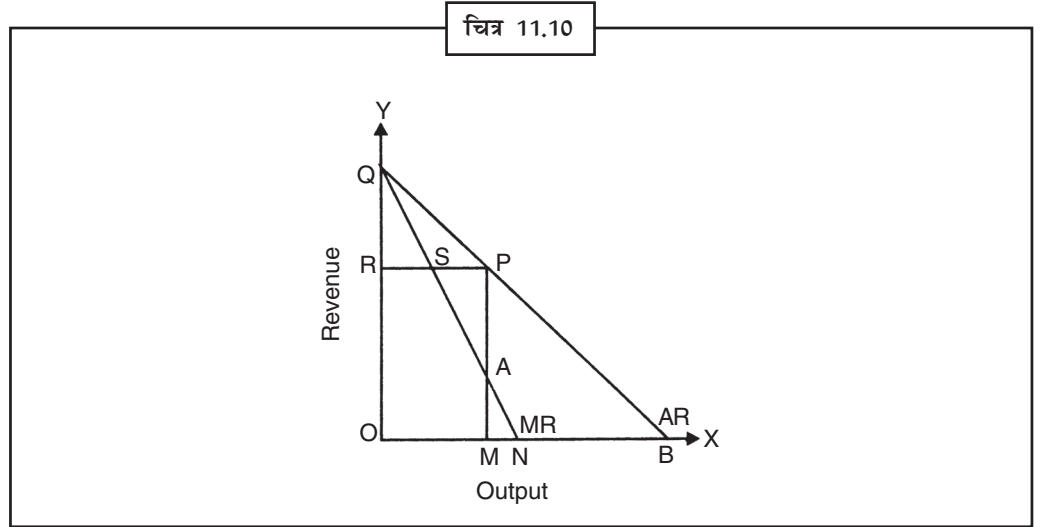 चित्र 11.10
Y
Q
R S P
Revenue
A
O MR AR X
M N B
Output